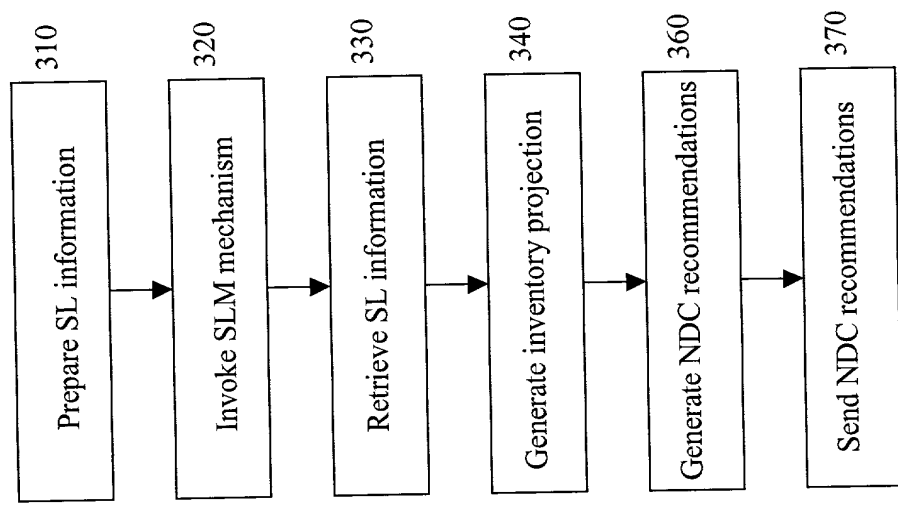 310
Prepare SL information
320
Invoke SLM mechanism
330
Retrieve SL information
340
Generate inventory projection
360
Generate NDC recommendations
370
Send NDC recommendations